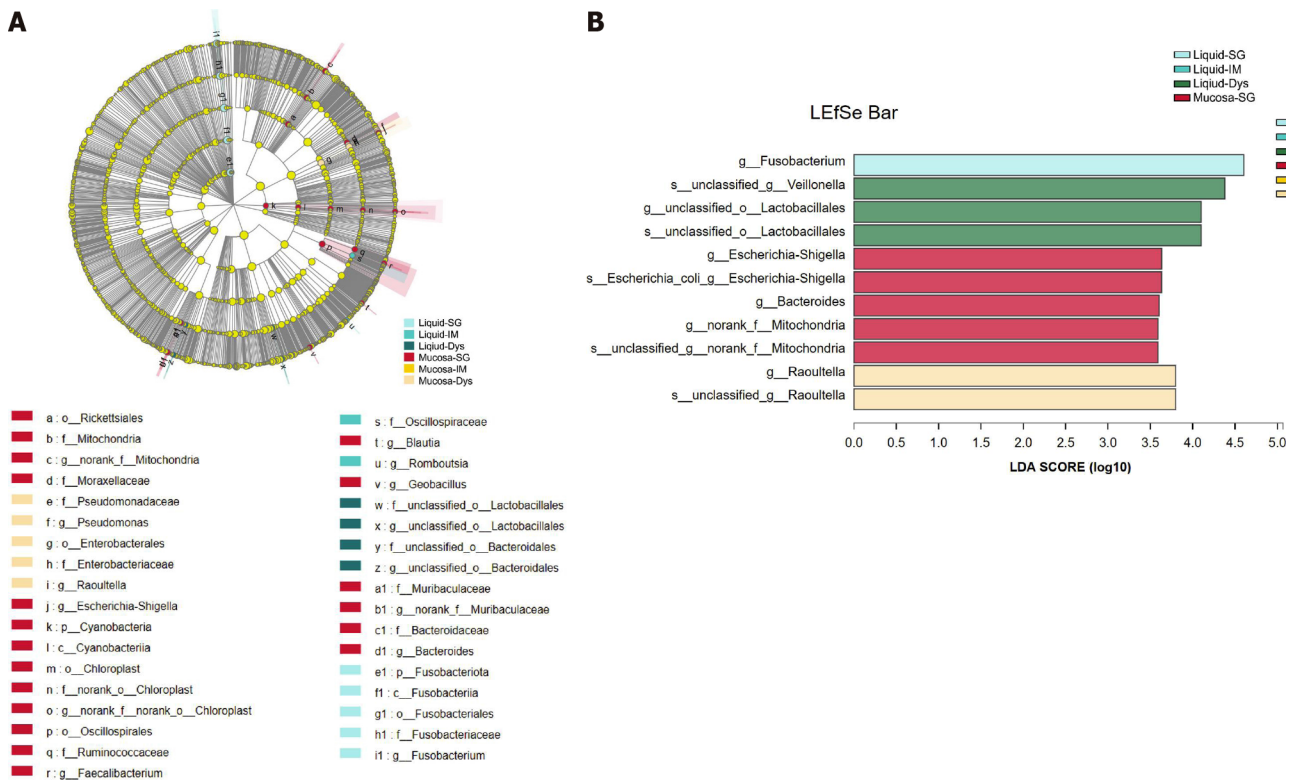 A
Liquid-SG
Liquid-IM
Liqiud-Dys
Mucosa-SG
Mucosa-IM
Mucosa-Dys
a : o__Rickettsiales
b : f__Mitochondria
c : g__norank_f__Mitochondria
d : f__Moraxellaceae
e : f__Pseudomonadaceae
f : g__Pseudomonas
g : o__Enterobacterales
h : f__Enterobacteriaceae
i : g__Raoultella
j : g__Escherichia-Shigella
k : p__Cyanobacteria
l : c__Cyanobacteriia
m : o__Chloroplast
n : f__norank_o__Chloroplast
o : g__norank_f__norank_o__Chloroplast
p : o__Oscillospirales
q : f__Ruminococcaceae
r : g__Faecalibacterium
s : f__Oscillospiraceae
t : g__Blautia
u : g__Romboutsia
v : g__Geobacillus
w : f__unclassified_o__Lactobacillales
x : g__unclassified_o__Lactobacillales
y : f__unclassified_o__Bacteroidales
z : g__unclassified_o__Bacteroidales
a1 : f__Muribaculaceae
b1 : g__norank_f__Muribaculaceae
c1 : f__Bacteroidaceae
d1 : g__Bacteroides
e1 : p__Fusobacteriota
f1 : c__Fusobacteriia
g1 : o__Fusobacteriales
h1 : f__Fusobacteriaceae
i1 : g__Fusobacterium
B
Liquid-SG
Liquid-IM
Liqiud-Dys
Mucosa-SG
LEfSe Bar
g__Fusobacterium
s__unclassified_g__Veillonella
g__unclassified_o__Lactobacillales
s__unclassified_o__Lactobacillales
g__Escherichia-Shigella
s__Escherichia_coli_g__Escherichia-Shigella
g__Bacteroides
g__norank_f__Mitochondria
s__unclassified_g__norank_f__Mitochondria
g__Raoultella
s__unclassified_g__Raoultella
0.0 0.5 1.0 1.5 2.0 2.5 3.0 3.5 4.0 4.5 5.0
LDA SCORE (log10)